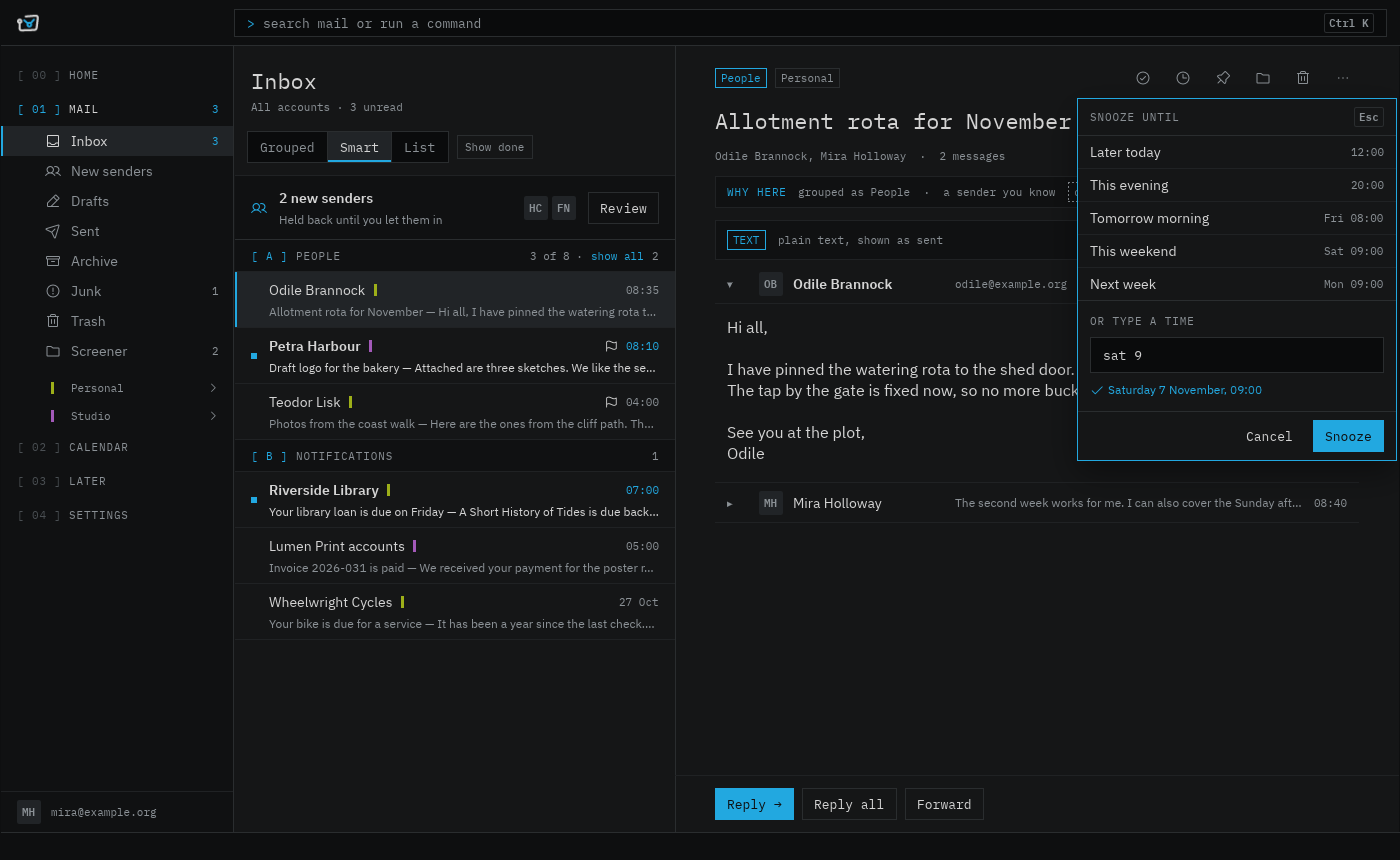 > search mail or run a command
Ctrl K
[ 00 ] HOME
[ 01 ] MAIL 3
Inbox 3
New senders
Drafts
Sent
Archive
Junk 1
Trash
Screener 2
Personal
Studio
[ 02 ] CALENDAR
[ 03 ] LATER
[ 04 ] SETTINGS
MH mira@example.org
Inbox
All accounts · 3 unread
Grouped Smart List Show done
2 new senders
Held back until you let them in
HC FN Review
[ A ] PEOPLE 3 of 8 · show all 2
Odile Brannock 08:35
Allotment rota for November — Hi all, I have pinned the watering rota t…
Petra Harbour 08:10
Draft logo for the bakery — Attached are three sketches. We like the se…
Teodor Lisk 04:00
Photos from the coast walk — Here are the ones from the cliff path. Th…
[ B ] NOTIFICATIONS 1
Riverside Library 07:00
Your library loan is due on Friday — A Short History of Tides is due back…
Lumen Print accounts 05:00
Invoice 2026-031 is paid — We received your payment for the poster r…
Wheelwright Cycles 27 Oct
Your bike is due for a service — It has been a year since the last check.…
People Personal
Allotment rota for November
Odile Brannock, Mira Holloway · 2 messages
WHY HERE grouped as People · a sender you know
TEXT plain text, shown as sent
▾ OB Odile Brannock odile@example.org
Hi all,
I have pinned the watering rota to the shed door.
The tap by the gate is fixed now, so no more buck
See you at the plot,
Odile
▸ MH Mira Holloway The second week works for me. I can also cover the Sunday aft… 08:40
Reply → Reply all Forward
SNOOZE UNTIL Esc
Later today 12:00
This evening 20:00
Tomorrow morning Fri 08:00
This weekend Sat 09:00
Next week Mon 09:00
OR TYPE A TIME
sat 9
Saturday 7 November, 09:00
Cancel Snooze